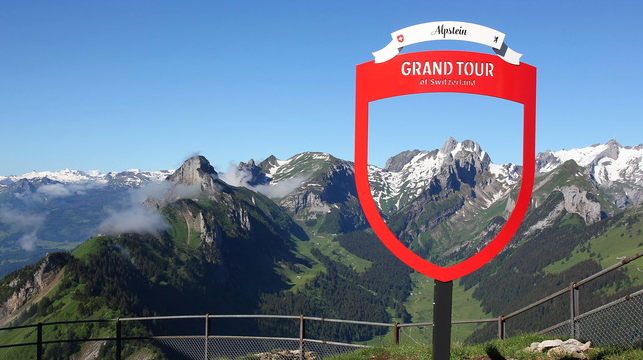 Alpstein
GRAND TOUR
of Switzerland